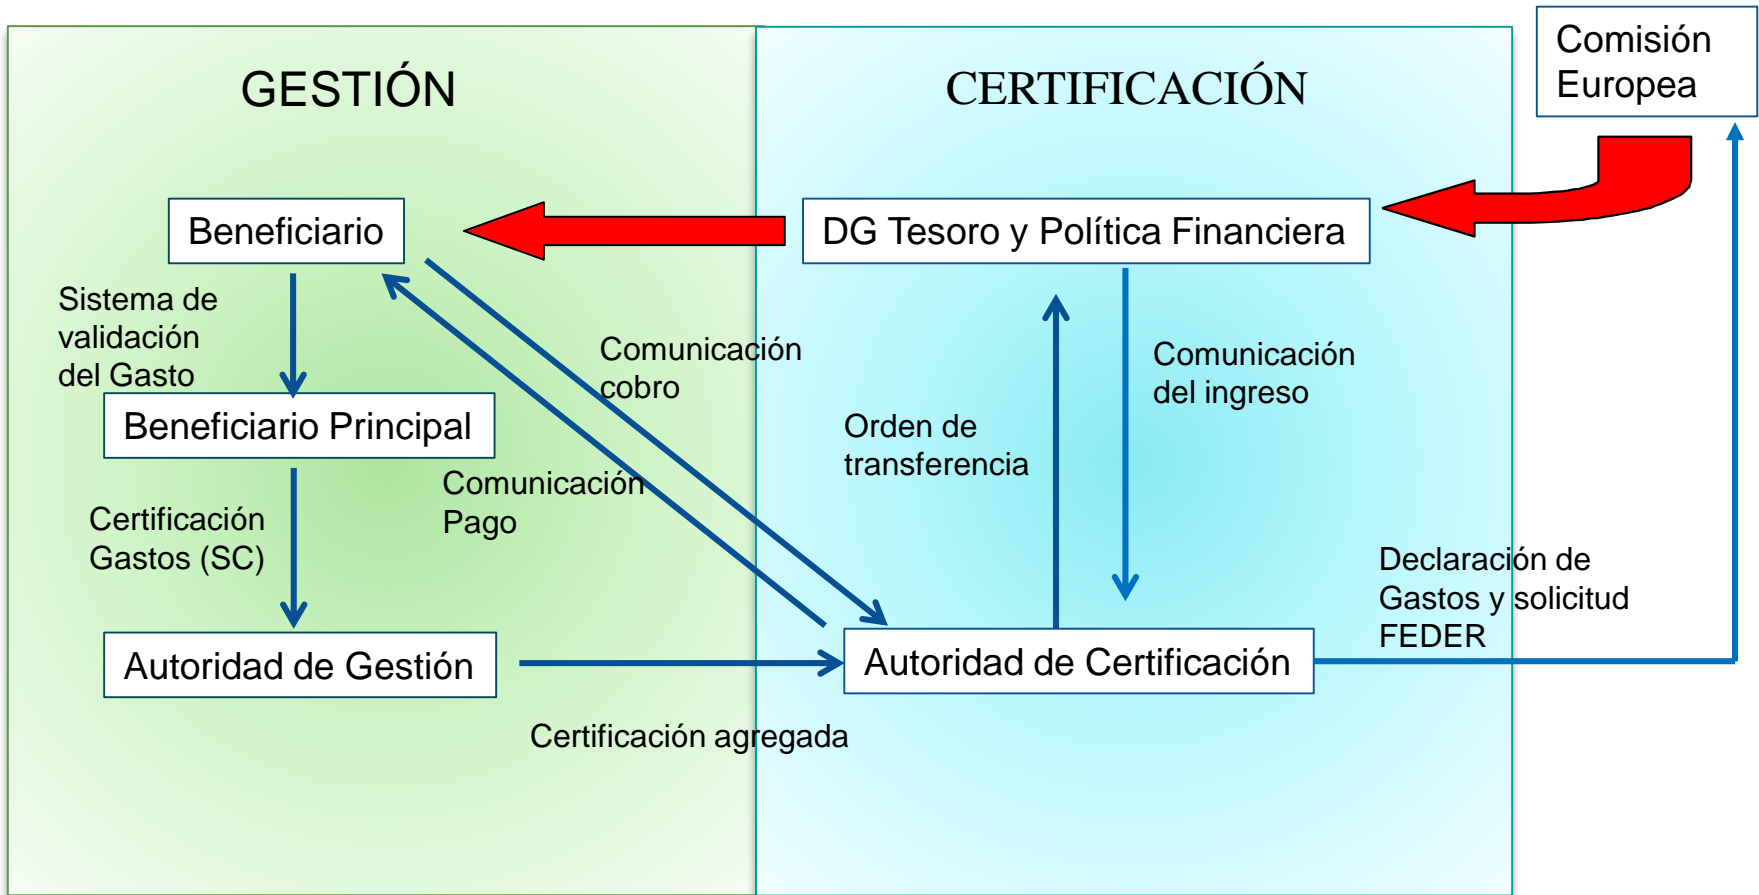 GESTIÓN
CERTIFICACIÓN
Comisión
Europea
Beneficiario
DG Tesoro y Política Financiera
Sistema de
validación
del Gasto
Comunicación
cobro
Comunicación
del ingreso
Beneficiario Principal
Orden de
transferencia
Comunicación
Pago
Certificación
Gastos (SC)
Declaración de
Gastos y solicitud
FEDER
Autoridad de Gestión
Autoridad de Certificación
Certificación agregada